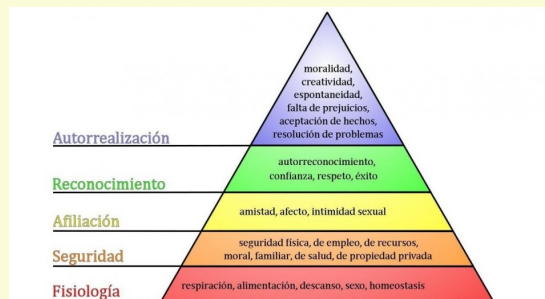 moralidad,
creatividad,
espontaneidad,
falta de prejuicios,
aceptación de hechos,
resolución de problemas
Autorrealización
autorreconocimiento,
confianza, respeto, éxito
Reconocimiento
amistad, afecto, intimidad sexual
Afiliación
seguridad física, de empleo, de recursos,
moral, familiar, de salud, de propiedad privada
Seguridad
respiración, alimentación, descanso, sexo, homeostasis
Fisiología